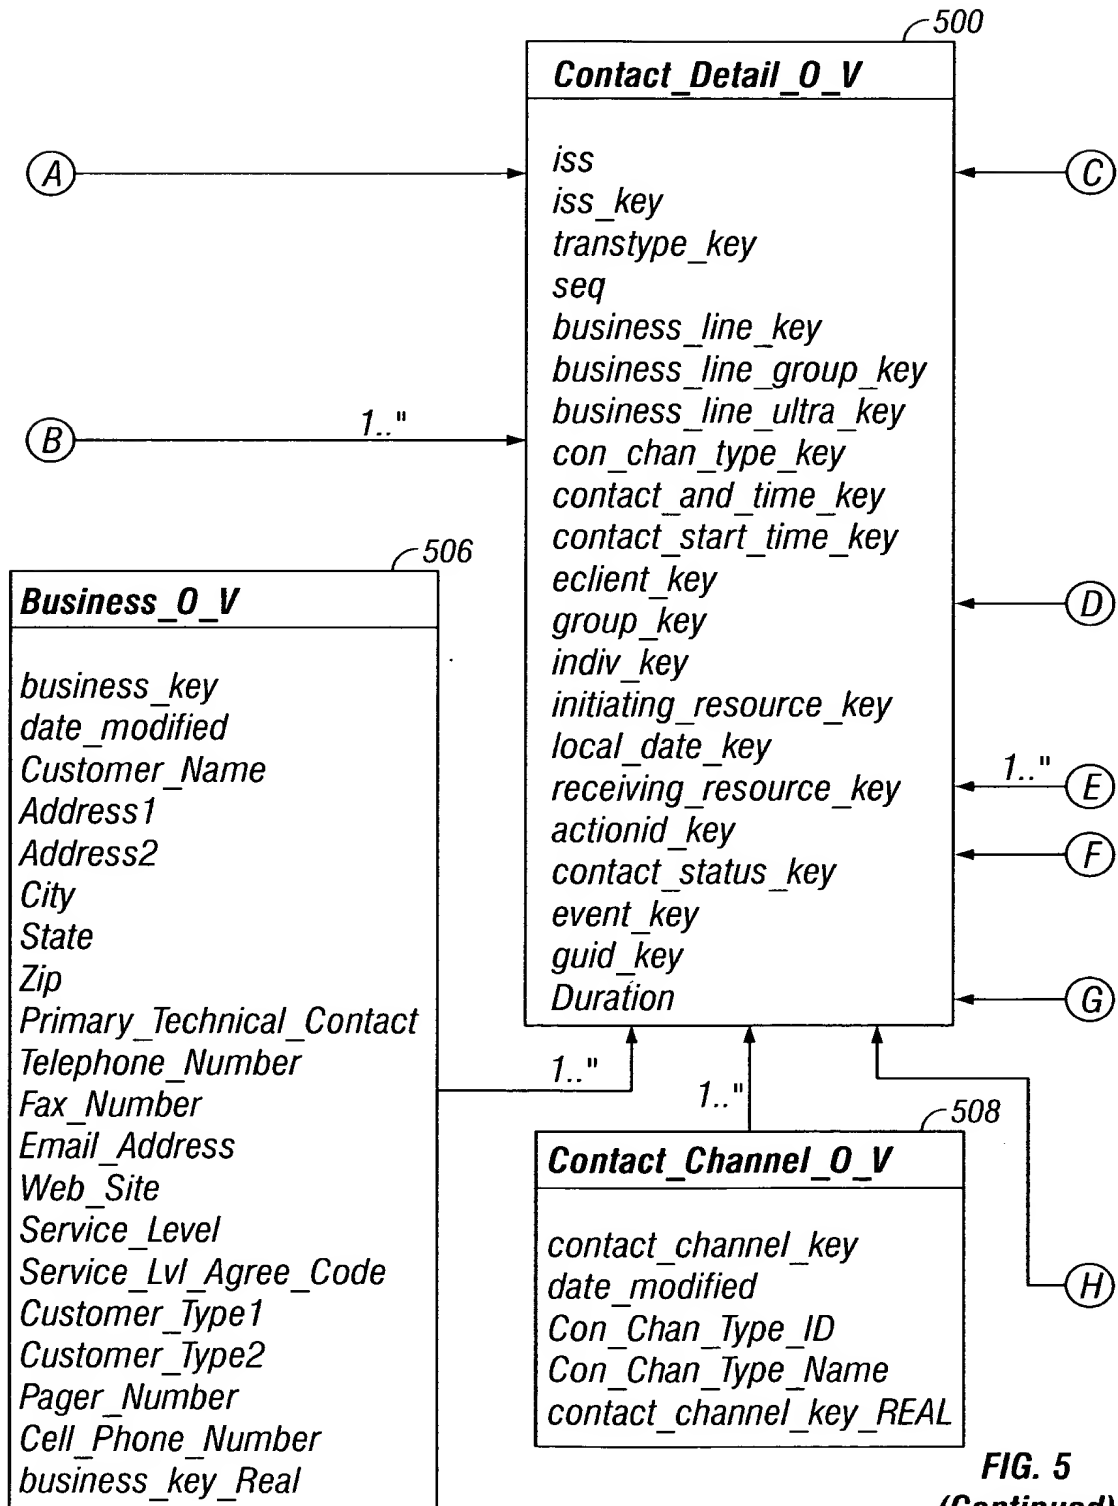 500
Contact_Detail_O_V
A
C
iss
iss_key
transtype_key
seq
business_line_key
business_line_group_key
business_line_ultra_key
con_chan_type_key
contact_and_time_key
contact_start_time_key
eclient_key
group_key
indiv_key
initiating_resource_key
local_date_key
receiving_resource_key
actionid_key
contact_status_key
event_key
guid_key
Duration
B
1.."
D
1.."
E
F
G
506
Business_O_V
business_key
date_modified
Customer_Name
Address1
Address2
City
State
Zip
Primary_Technical_Contact
Telephone_Number
Fax_Number
Email_Address
Web_Site
Service_Level
Service_Lvl_Agree_Code
Customer_Type1
Customer_Type2
Pager_Number
Cell_Phone_Number
business_key_Real
1.."
1.."
508
Contact_Channel_O_V
contact_channel_key
date_modified
Con_Chan_Type_ID
Con_Chan_Type_Name
contact_channel_key_REAL
H
FIG. 5
(Continued)